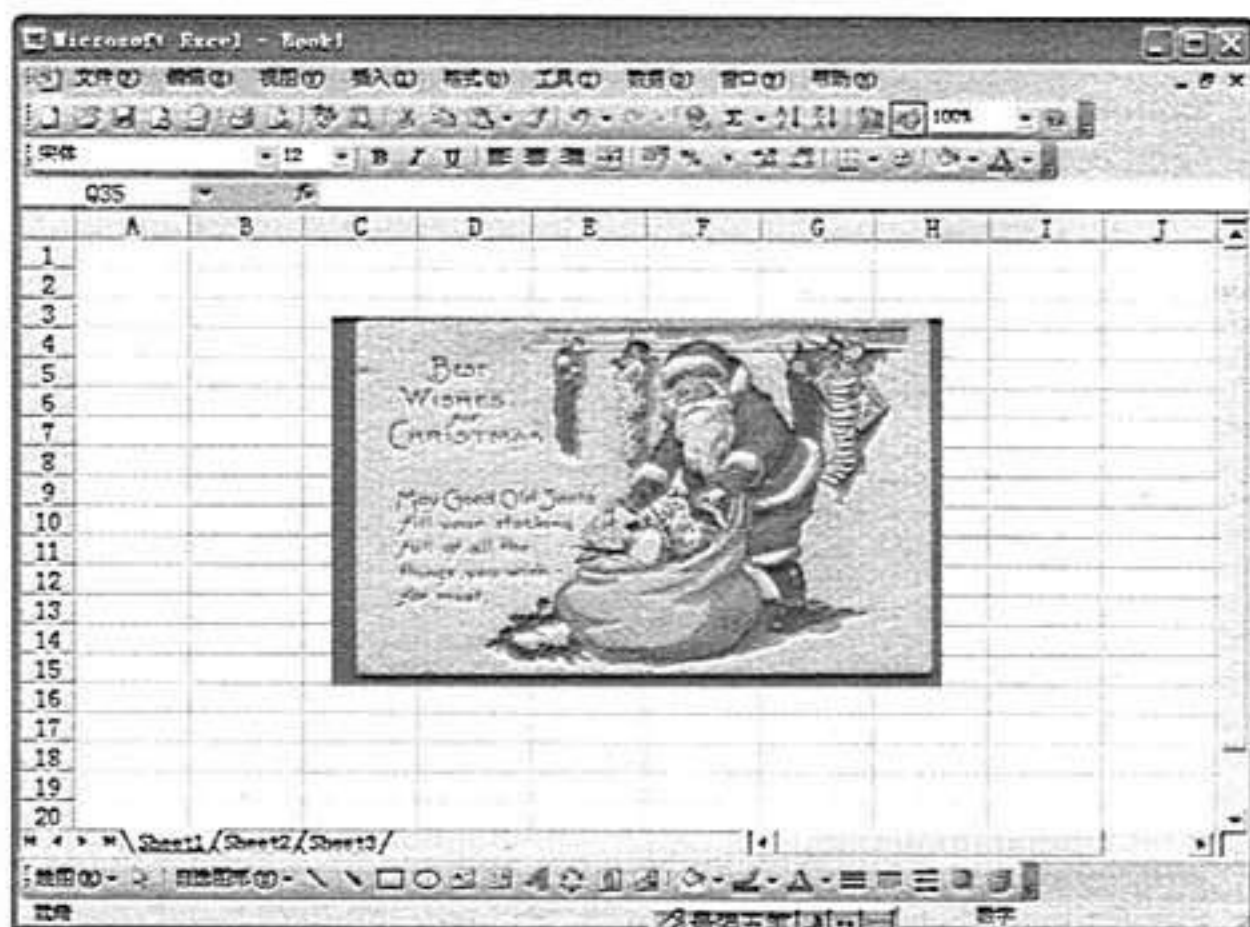 Microsoft Excel - Book1
文件(F) 编辑(E) 视图(V) 插入(I) 格式(O) 工具(T) 数据(D) 窗口(W) 帮助(H)
100%
宋体 12 B I U
Q35 fx
A B C D E F G H I J
1
2
3
4
5
6
7
8
9
10
11
12
13
14
15
16
17
18
19
20
Best
Wishes
for
Christmas
May Good Old Santa
fill your stocking
full of all the
things you wish
for most.
Sheet1 Sheet2 Sheet3
绘图(R) 自选图形(U)
就绪 数字